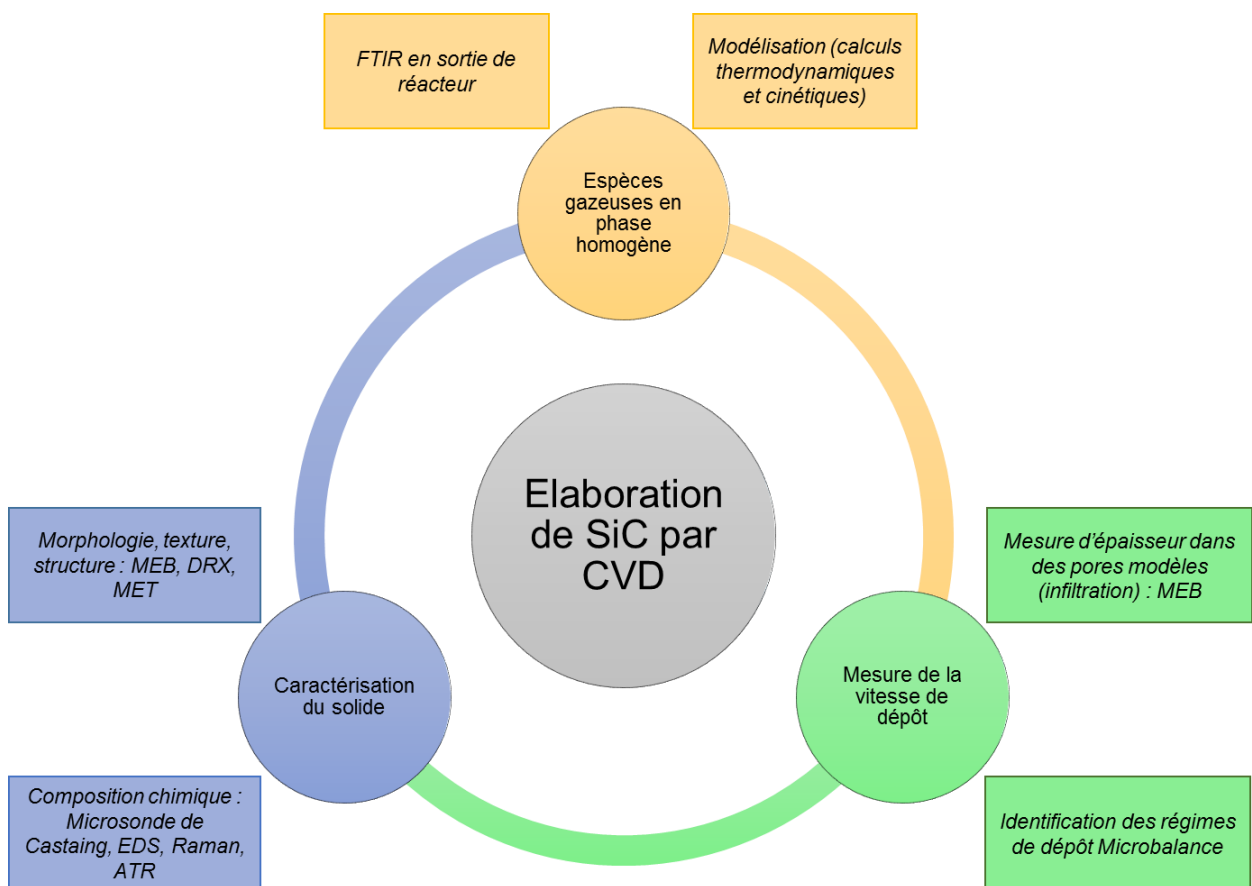 FTIR en sortie de
réacteur
Modélisation (calculs
thermodynamiques
et cinétiques)
Espèces
gazeuses en
phase
homogène
Elaboration
de SiC par
CVD
Morphologie, texture,
structure : MEB, DRX,
MET
Mesure d’épaisseur dans
des pores modèles
(infiltration) : MEB
Caractérisation
du solide
Mesure de la
vitesse de
dépôt
Composition chimique :
Microsonde de
Castaing, EDS, Raman,
ATR
Identification des régimes
de dépôt Microbalance